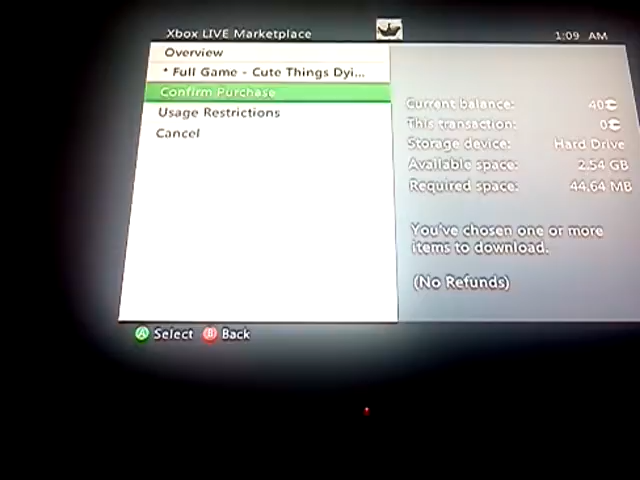 Xbox LIVE Marketplace
1:09 AM
Overview
* Full Game - Cute Things Dyi...
Confirm Purchase
Usage Restrictions
Cancel
Current balance: 40
This transaction: 0
Storage device: Hard Drive
Available space: 2.54 GB
Required space: 44.64 MB
You've chosen one or more
items to download.
(No Refunds)
A Select B Back